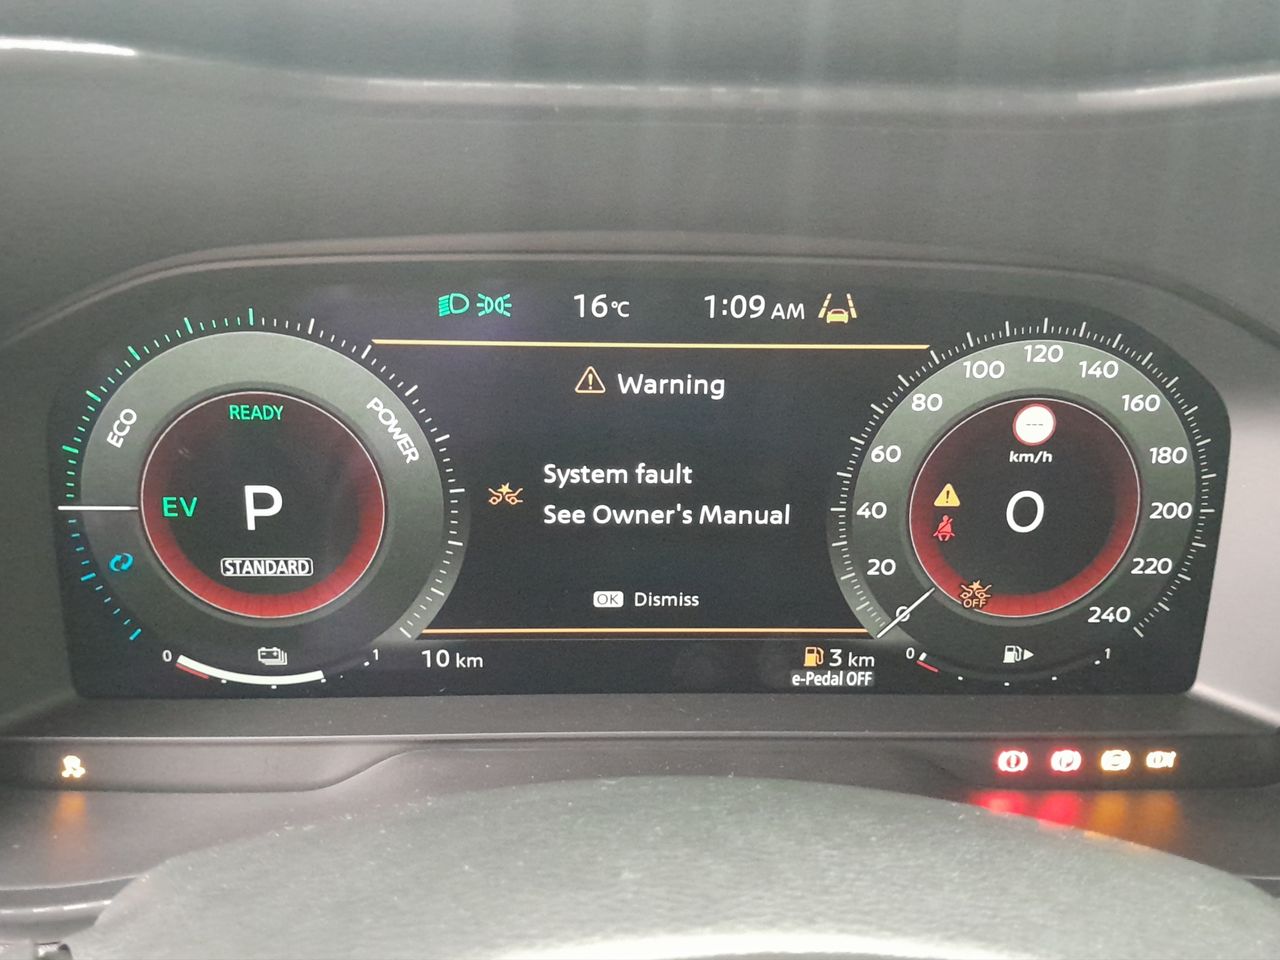 16°C
1:09 AM
Warning
System fault
See Owner's Manual
OK Dismiss
ECO
POWER
READY
EV
P
STANDARD
0
1
10 km
3 km
e-Pedal OFF
0
20
40
60
80
100
120
140
160
180
200
220
240
---
km/h
0
OFF
0
1